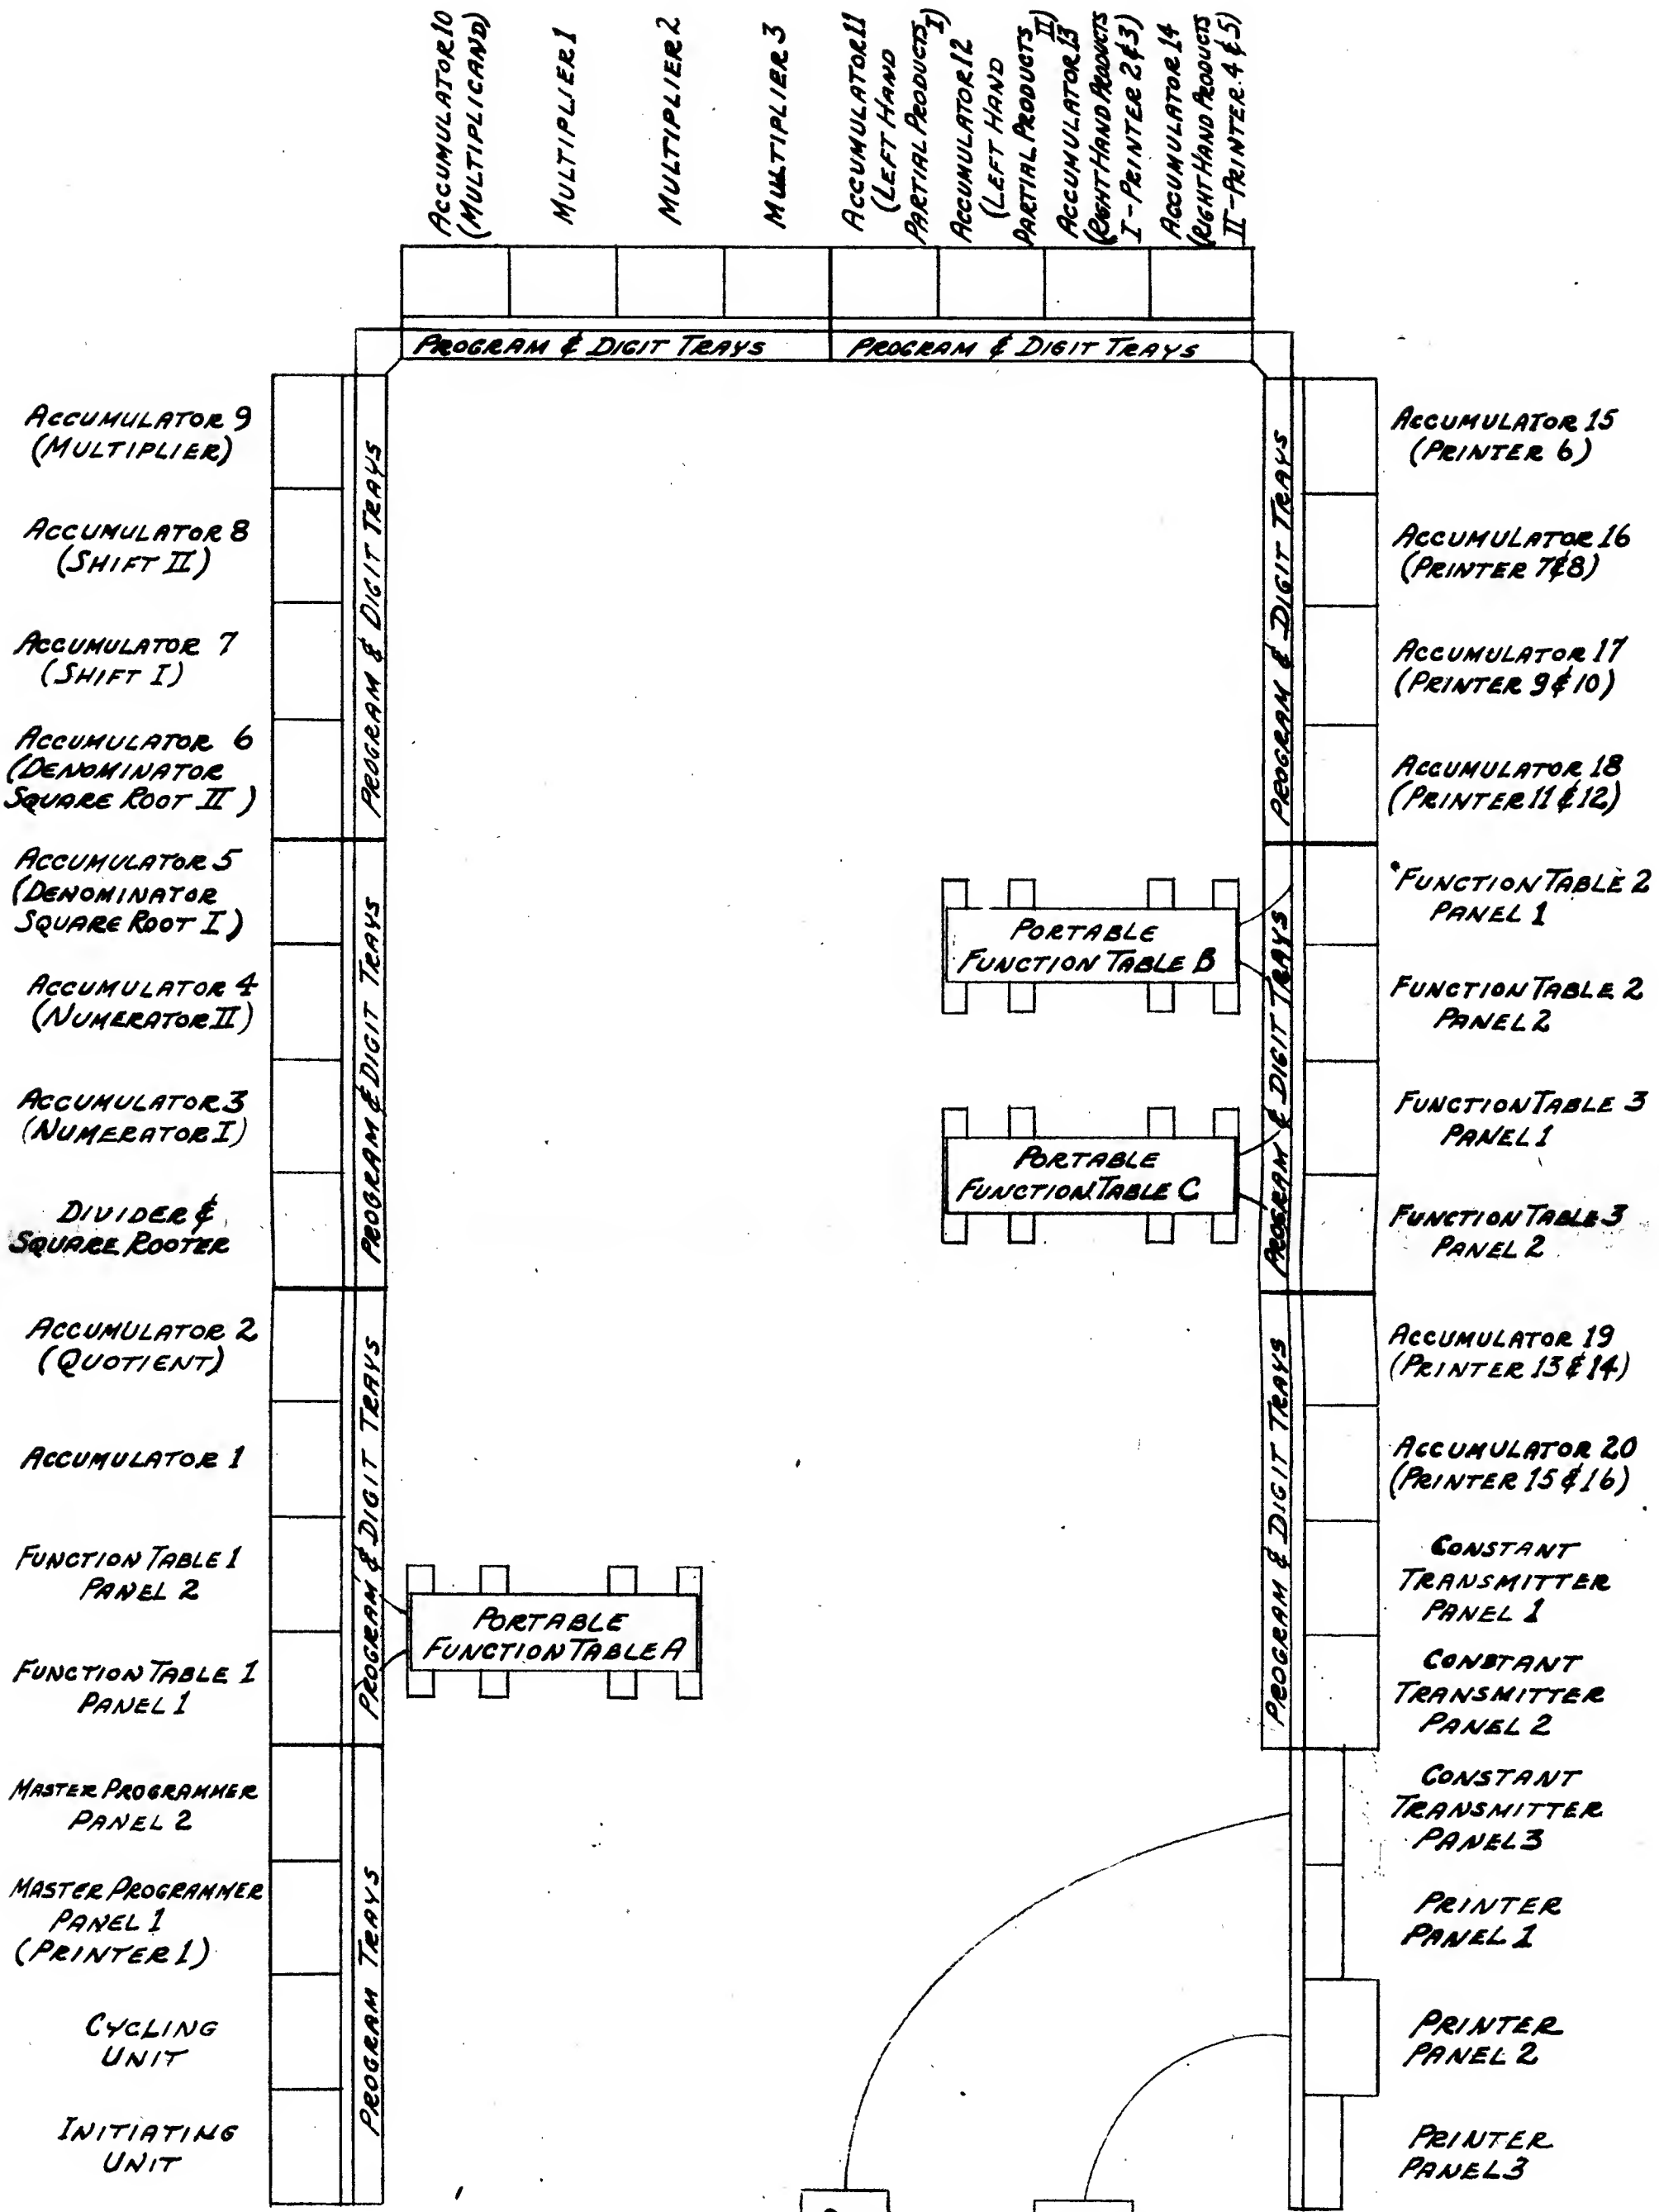 ACCUMULATOR 10
(MULTIPLICAND)
MULTIPLIER 1
MULTIPLIER 2
MULTIPLIER 3
ACCUMULATOR 11
(LEFT HAND
PARTIAL PRODUCTS I)
ACCUMULATOR 12
(LEFT HAND
PARTIAL PRODUCTS II)
ACCUMULATOR 13
(RIGHT HAND PRODUCTS
I-PRINTER 2 & 3)
ACCUMULATOR 14
(RIGHT HAND PRODUCTS
II-PRINTER 4 & 5)
PROGRAM & DIGIT TRAYS
PROGRAM & DIGIT TRAYS
ACCUMULATOR 9
(MULTIPLIER)
ACCUMULATOR 8
(SHIFT II)
ACCUMULATOR 7
(SHIFT I)
ACCUMULATOR 6
(DENOMINATOR
SQUARE ROOT II)
ACCUMULATOR 5
(DENOMINATOR
SQUARE ROOT I)
ACCUMULATOR 4
(NUMERATOR II)
ACCUMULATOR 3
(NUMERATOR I)
DIVIDER &
SQUARE ROOTER
ACCUMULATOR 2
(QUOTIENT)
ACCUMULATOR 1
FUNCTION TABLE 1
PANEL 2
FUNCTION TABLE 1
PANEL 1
MASTER PROGRAMMER
PANEL 2
MASTER PROGRAMMER
PANEL 1
(PRINTER 1)
CYCLING
UNIT
INITIATING
UNIT
PROGRAM & DIGIT TRAYS
PROGRAM & DIGIT TRAYS
PROGRAM & DIGIT TRAYS
PROGRAM TRAYS
PORTABLE
FUNCTION TABLE B
PORTABLE
FUNCTION TABLE C
PORTABLE
FUNCTION TABLE A
PROGRAM & DIGIT TRAYS
PROGRAM & DIGIT TRAYS
PROGRAM & DIGIT TRAYS
ACCUMULATOR 15
(PRINTER 6)
ACCUMULATOR 16
(PRINTER 7&8)
ACCUMULATOR 17
(PRINTER 9 & 10)
ACCUMULATOR 18
(PRINTER 11 & 12)
FUNCTION TABLE 2
PANEL 1
FUNCTION TABLE 2
PANEL 2
FUNCTION TABLE 3
PANEL 1
FUNCTION TABLE 3
PANEL 2
ACCUMULATOR 19
(PRINTER 13 & 14)
ACCUMULATOR 20
(PRINTER 15 & 16)
CONSTANT
TRANSMITTER
PANEL 1
CONSTANT
TRANSMITTER
PANEL 2
CONSTANT
TRANSMITTER
PANEL 3
PRINTER
PANEL 1
PRINTER
PANEL 2
PRINTER
PANEL 3